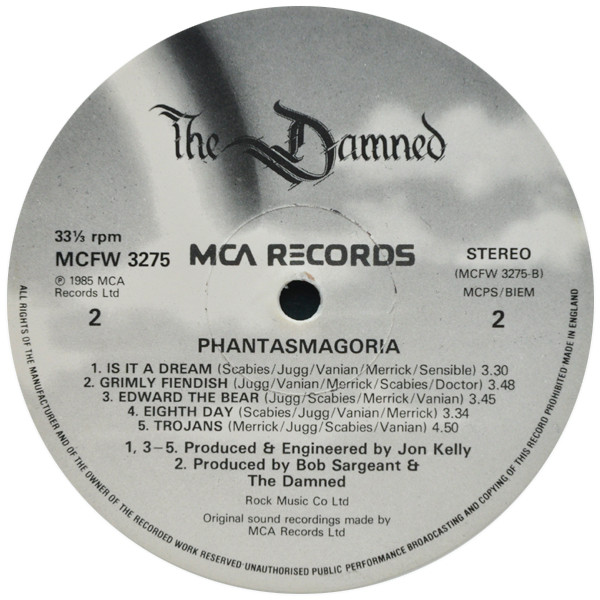 The Damned
33⅓ rpm
MCFW 3275
℗ 1985 MCA
Records Ltd
2
MCA RECORDS
STEREO
(MCFW 3275-B)
MCPS/BIEM
2
PHANTASMAGORIA
1. IS IT A DREAM (Scabies/Jugg/Vanian/Merrick/Sensible) 3.30
2. GRIMLY FIENDISH (Jugg/Vanian/Merrick/Scabies/Doctor) 3.48
3. EDWARD THE BEAR (Jugg/Scabies/Merrick/Vanian) 3.45
4. EIGHTH DAY (Scabies/Jugg/Vanian/Merrick) 3.34
5. TROJANS (Merrick/Jugg/Scabies/Vanian) 4.50
1, 3–5. Produced & Engineered by Jon Kelly
2. Produced by Bob Sargeant &
The Damned
Rock Music Co Ltd
Original sound recordings made by
MCA Records Ltd
ALL RIGHTS OF THE MANUFACTURER AND OF THE OWNER OF THE RECORDED WORK RESERVED UNAUTHORISED PUBLIC PERFORMANCE BROADCASTING AND COPYING OF THIS RECORD PROHIBITED MADE IN ENGLAND